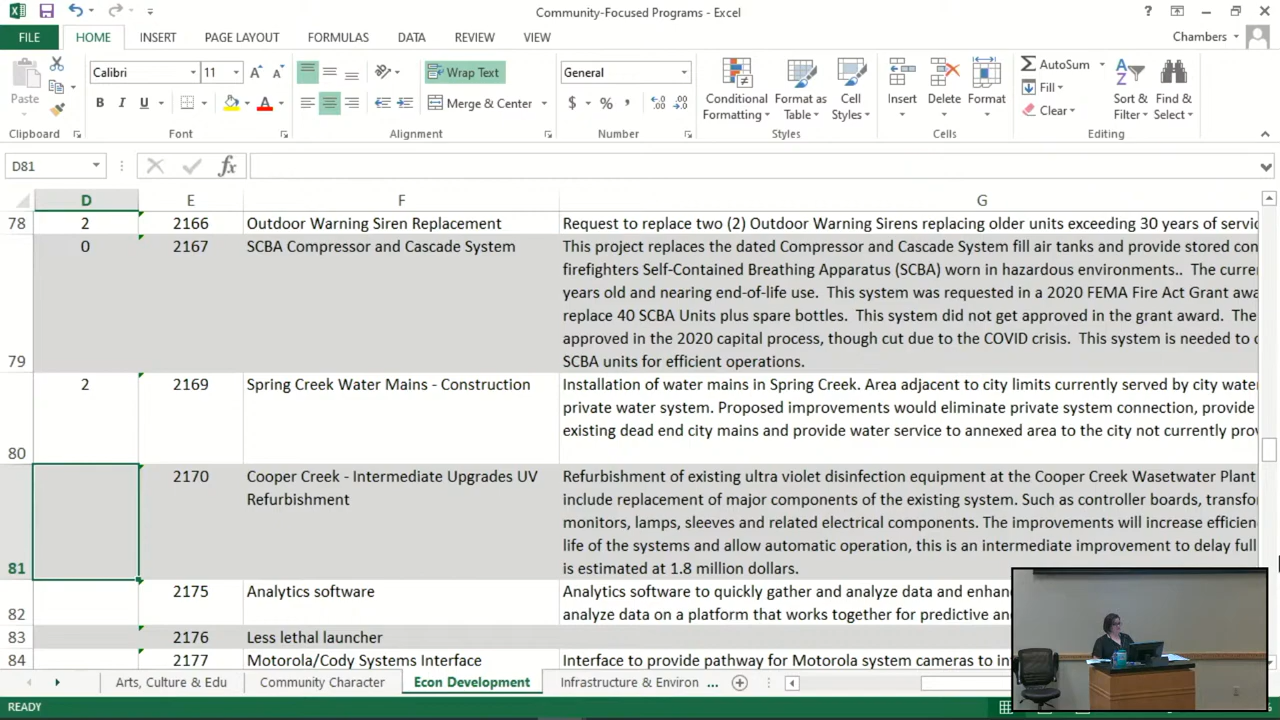 Community-Focused Programs - Excel
FILE HOME INSERT PAGE LAYOUT FORMULAS DATA REVIEW VIEW Chambers
Calibri 11 Wrap Text General AutoSum
Paste Merge & Center $ % Conditional Formatting Format as Table Cell Styles Insert Delete Format Fill Clear Sort & Filter Find & Select
Clipboard Font Alignment Number Styles Cells Editing
D81 fx
D E F G
78 2 2166 Outdoor Warning Siren Replacement Request to replace two (2) Outdoor Warning Sirens replacing older units exceeding 30 years of servic
0 2167 SCBA Compressor and Cascade System This project replaces the dated Compressor and Cascade System fill air tanks and provide stored con
firefighters Self-Contained Breathing Apparatus (SCBA) worn in hazardous environments.. The curre
years old and nearing end-of-life use. This system was requested in a 2020 FEMA Fire Act Grant awa
replace 40 SCBA Units plus spare bottles. This system did not get approved in the grant award. The
approved in the 2020 capital process, though cut due to the COVID crisis. This system is needed to
79 SCBA units for efficient operations.
2 2169 Spring Creek Water Mains - Construction Installation of water mains in Spring Creek. Area adjacent to city limits currently served by city wate
private water system. Proposed improvements would eliminate private system connection, provide
existing dead end city mains and provide water service to annexed area to the city not currently prov
80
2170 Cooper Creek - Intermediate Upgrades UV Refurbishment of existing ultra violet disinfection equipment at the Cooper Creek Wasetwater Plant
Refurbishment include replacement of major components of the existing system. Such as controller boards, transfo
monitors, lamps, sleeves and related electrical components. The improvements will increase efficien
life of the systems and allow automatic operation, this is an intermediate improvement to delay full
81 is estimated at 1.8 million dollars.
2175 Analytics software Analytics software to quickly gather and analyze data and enhan
82 analyze data on a platform that works together for predictive an
83 2176 Less lethal launcher
84 2177 Motorola/Cody Systems Interface Interface to provide pathway for Motorola system cameras to in
Arts, Culture & Edu Community Character Econ Development Infrastructure & Environ ...
READY